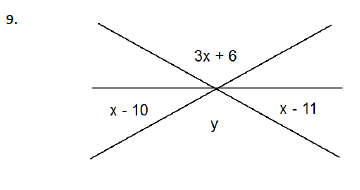 9.
3x + 6
x - 10
x - 11
y